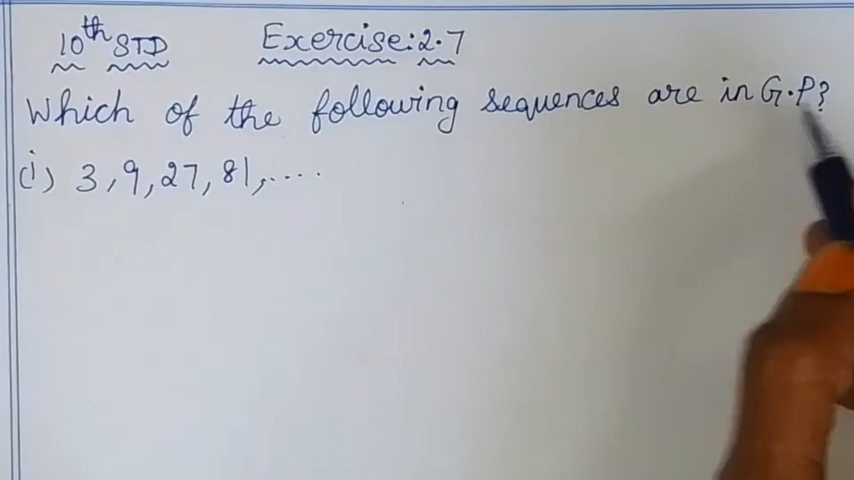 10th STD Exercise: 2.7
Which of the following sequences are in G.P?
(i) 3, 9, 27, 81, ....